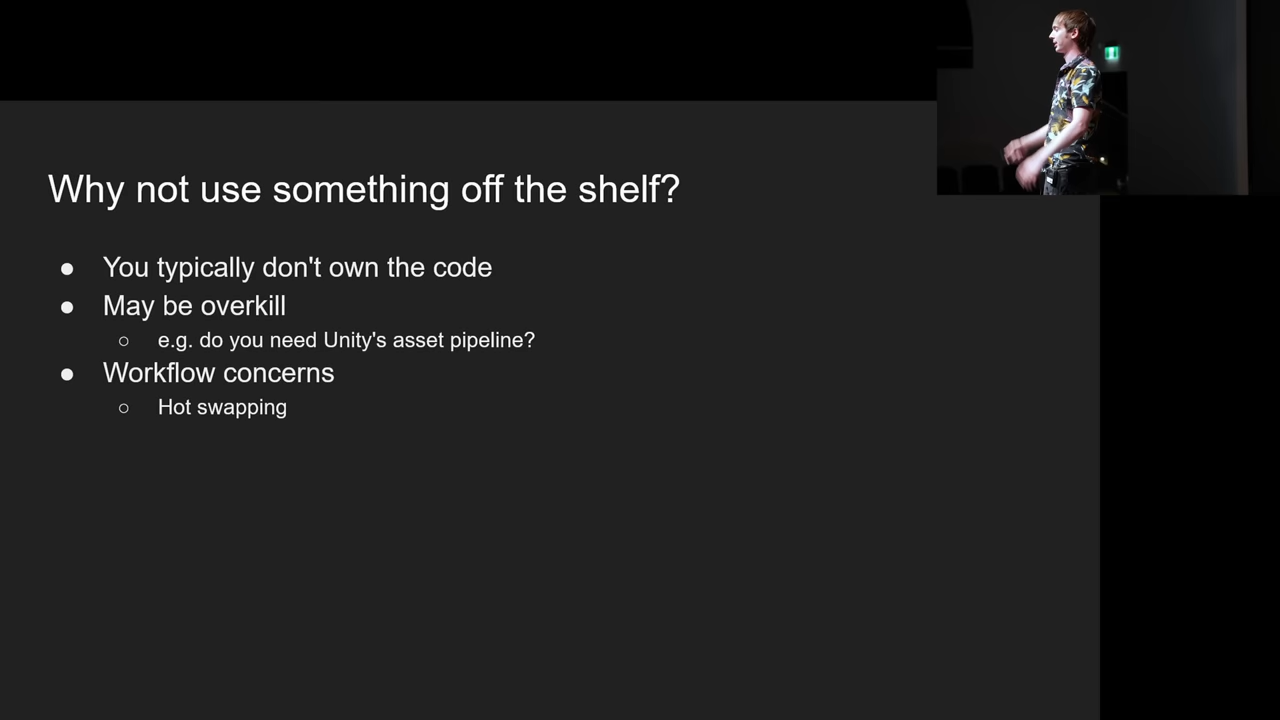 Why not use something off the shelf?
● You typically don't own the code
● May be overkill
○ e.g. do you need Unity's asset pipeline?
● Workflow concerns
○ Hot swapping